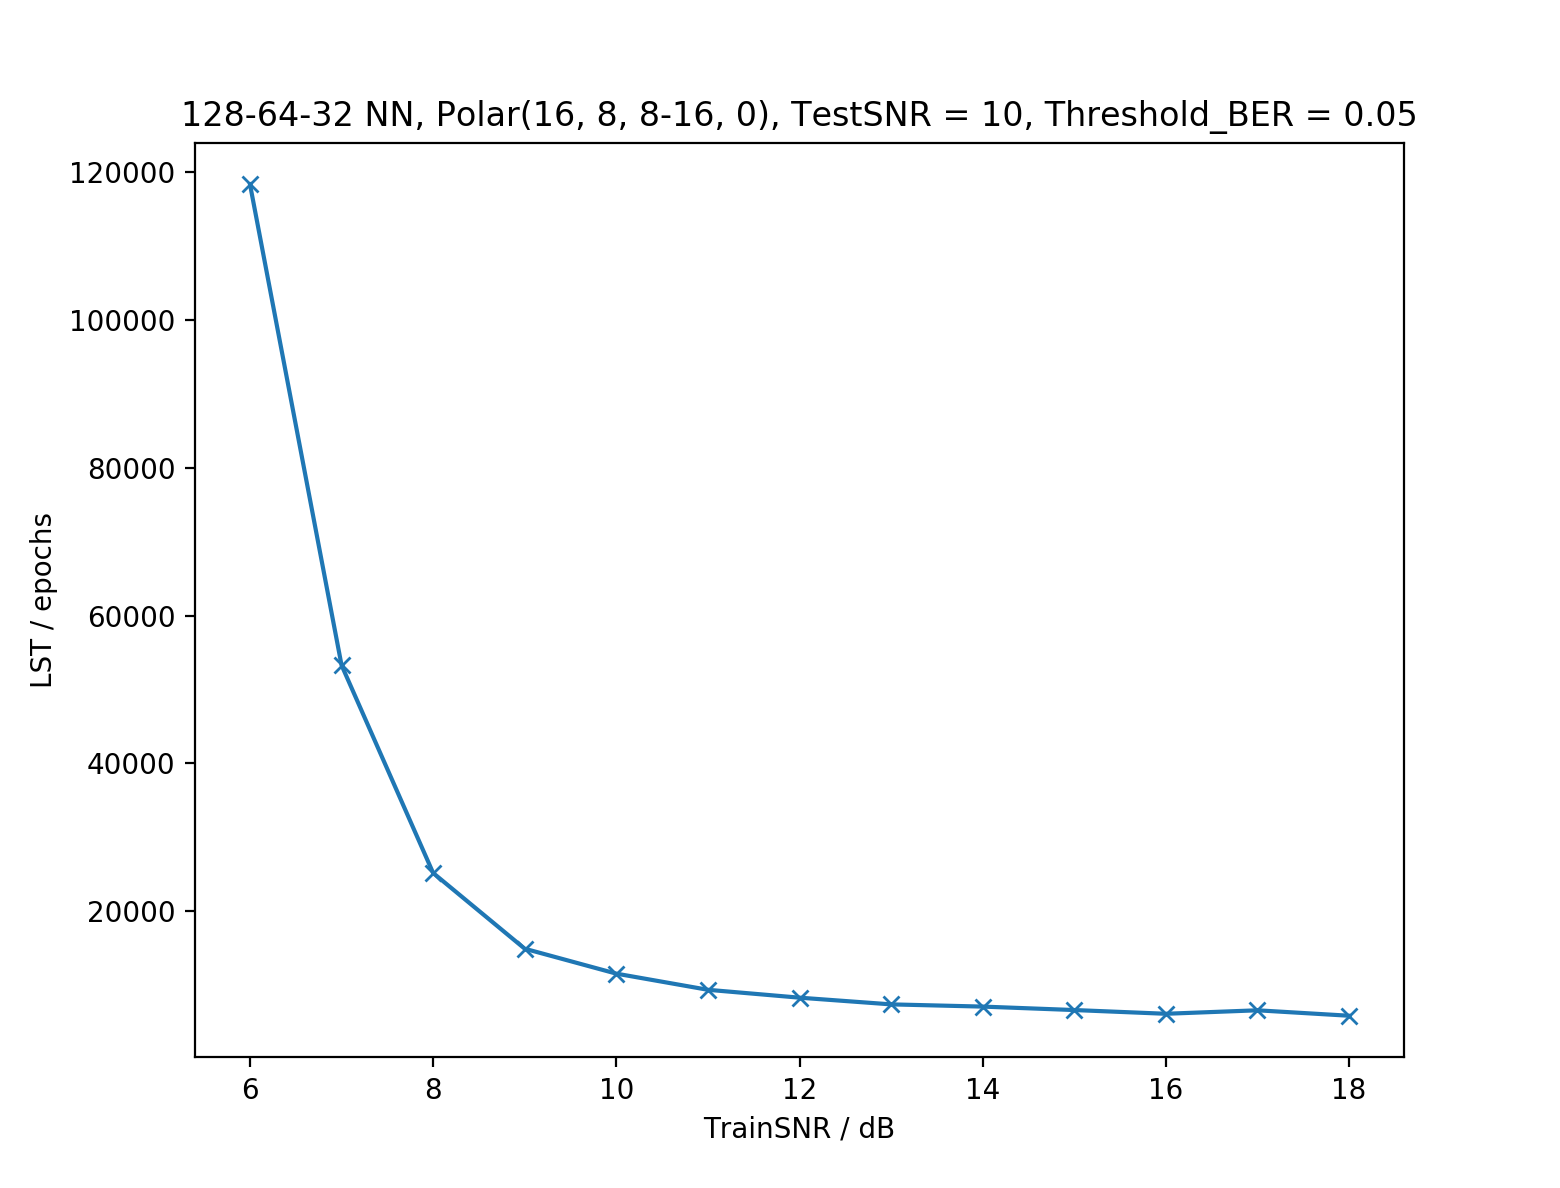 128-64-32 NN, Polar(16, 8, 8-16, 0), TestSNR = 10, Threshold_BER = 0.05
120000
100000
80000
60000
40000
20000
LST / epochs
6 8 10 12 14 16 18
TrainSNR / dB